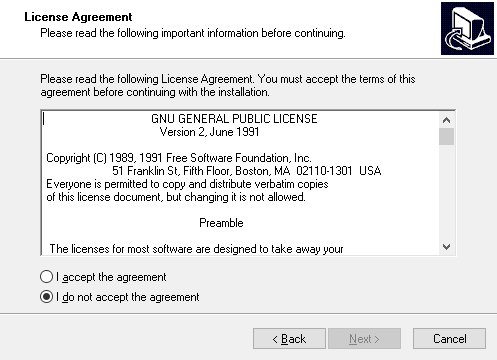 License Agreement
Please read the following important information before continuing.
Please read the following License Agreement. You must accept the terms of this
agreement before continuing with the installation.
GNU GENERAL PUBLIC LICENSE
Version 2, June 1991
Copyright (C) 1989, 1991 Free Software Foundation, Inc.
51 Franklin St, Fifth Floor, Boston, MA 02110-1301 USA
Everyone is permitted to copy and distribute verbatim copies
of this license document, but changing it is not allowed.
Preamble
The licenses for most software are designed to take away your
I accept the agreement
I do not accept the agreement
< Back
Next >
Cancel